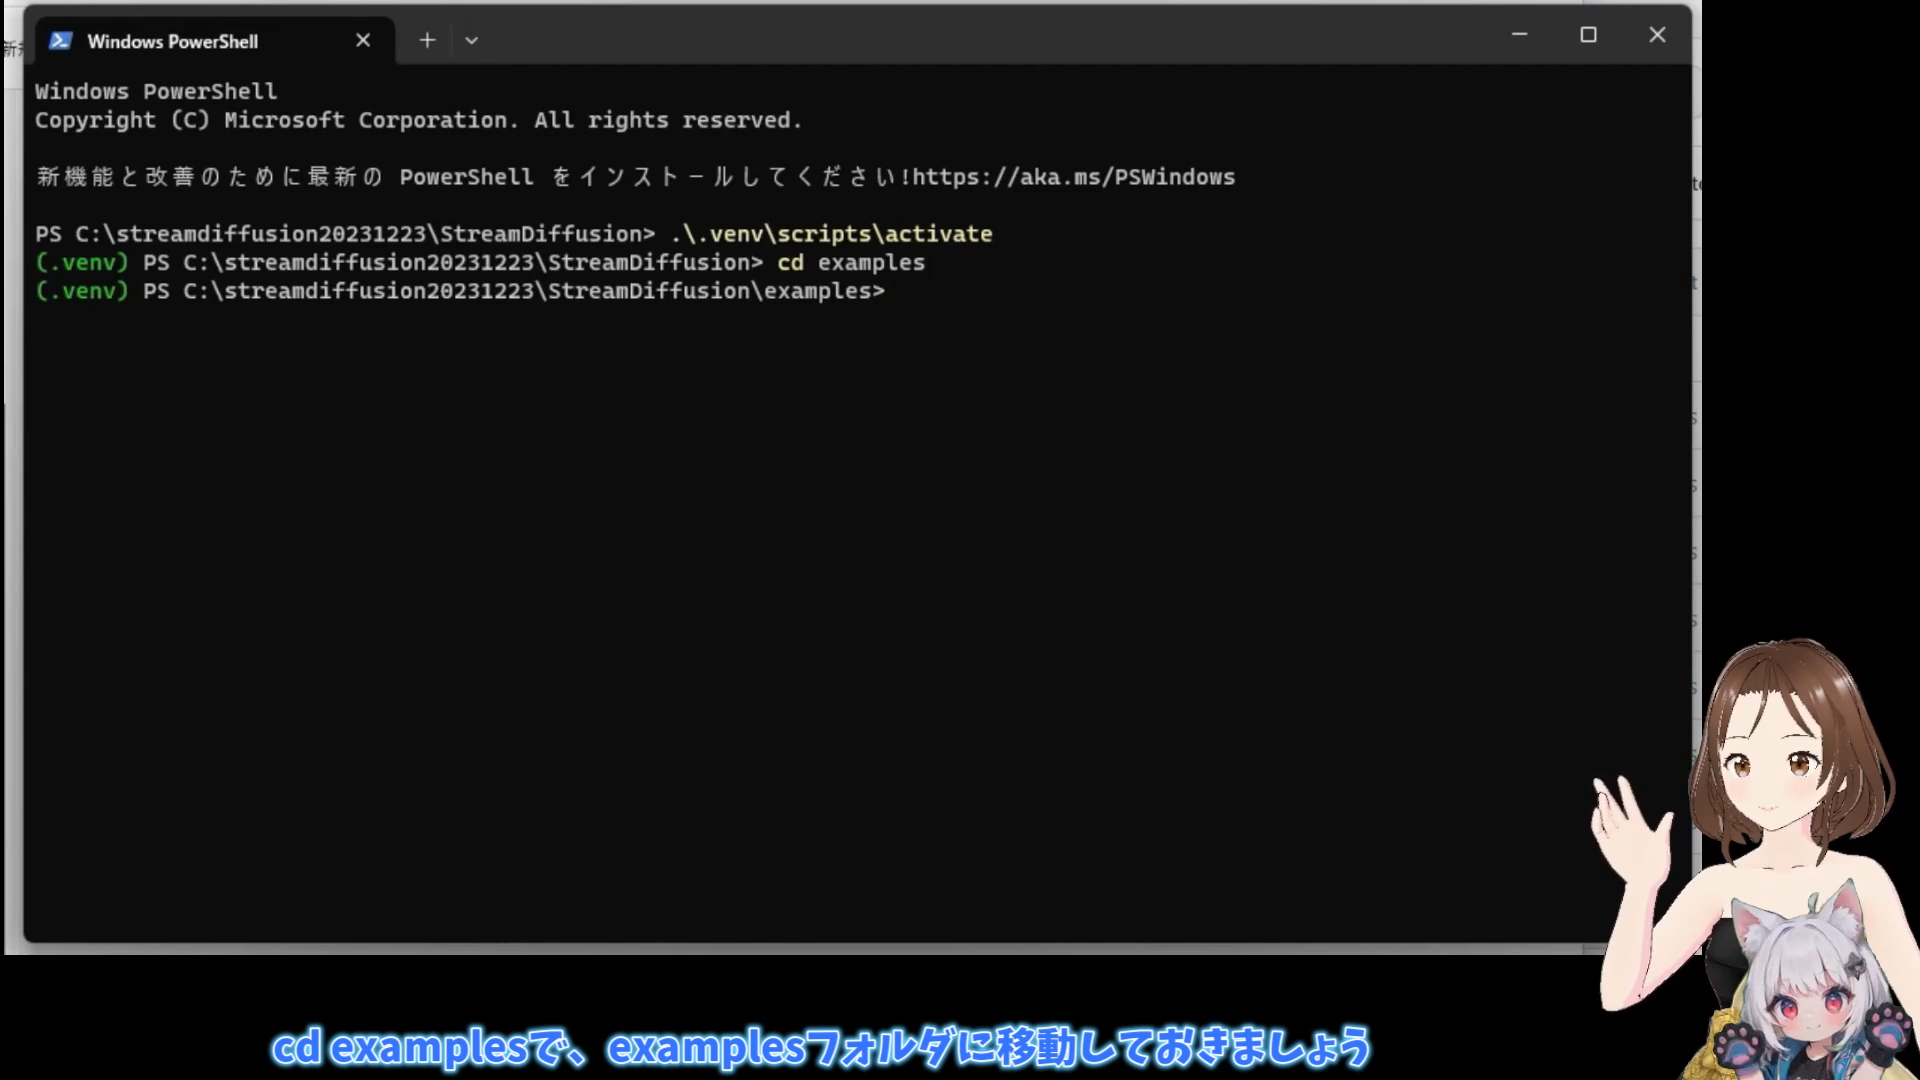 Windows PowerShell
Windows PowerShell
Copyright (C) Microsoft Corporation. All rights reserved.
新機能と改善のために最新の PowerShell をインストールしてください!https://aka.ms/PSWindows
PS C:\streamdiffusion20231223\StreamDiffusion> .\.venv\scripts\activate
(.venv) PS C:\streamdiffusion20231223\StreamDiffusion> cd examples
(.venv) PS C:\streamdiffusion20231223\StreamDiffusion\examples>
cd examplesで、examplesフォルダに移動しておきましょう